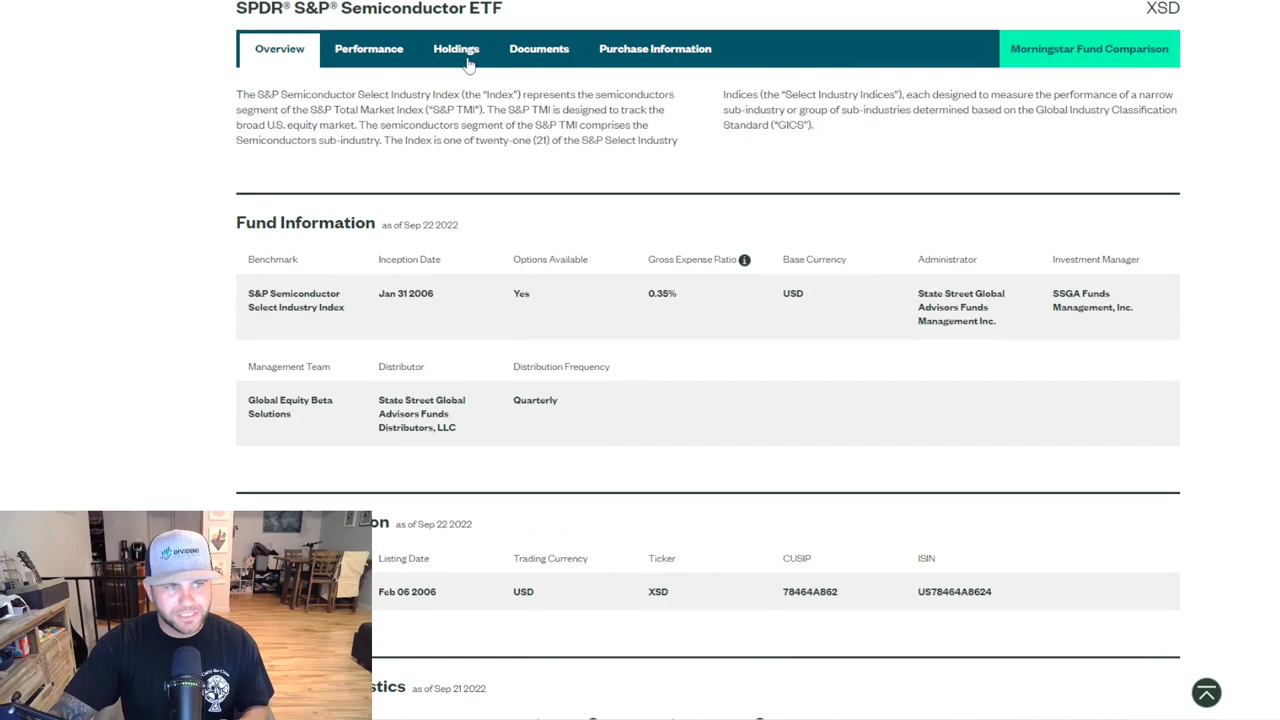 SPDR® S&P® Semiconductor ETF
XSD
Overview
Performance
Holdings
Documents
Purchase Information
Morningstar Fund Comparison
The S&P Semiconductor Select Industry Index (the “Index”) represents the semiconductors
segment of the S&P Total Market Index (“S&P TMI”). The S&P TMI is designed to track the
broad U.S. equity market. The semiconductors segment of the S&P TMI comprises the
Semiconductors sub-industry. The Index is one of twenty-one (21) of the S&P Select Industry
Indices (the “Select Industry Indices”), each designed to measure the performance of a narrow
sub-industry or group of sub-industries determined based on the Global Industry Classification
Standard (“GICS”).
Fund Information as of Sep 22 2022
Benchmark
Inception Date
Options Available
Gross Expense Ratio i
Base Currency
Administrator
Investment Manager
S&P Semiconductor
Select Industry Index
Jan 31 2006
Yes
0.35%
USD
State Street Global
Advisors Funds
Management Inc.
SSGA Funds
Management, Inc.
Management Team
Distributor
Distribution Frequency
Global Equity Beta
Solutions
State Street Global
Advisors Funds
Distributors, LLC
Quarterly
on as of Sep 22 2022
Listing Date
Trading Currency
Ticker
CUSIP
ISIN
Feb 06 2006
USD
XSD
78464A862
US78464A8624
stics as of Sep 21 2022
DIVIDEND